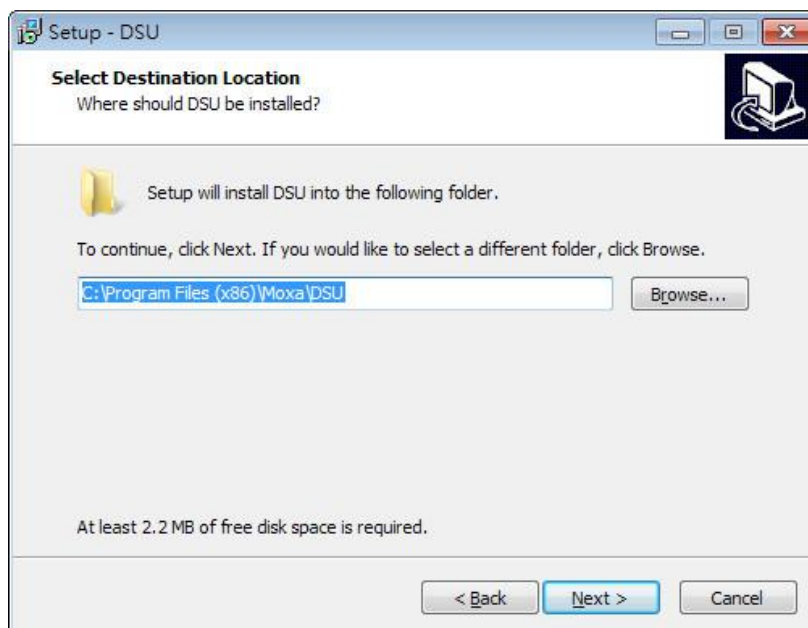 Setup - DSU
Select Destination Location
Where should DSU be installed?
Setup will install DSU into the following folder.
To continue, click Next. If you would like to select a different folder, click Browse.
C:\Program Files (x86)\Moxa\DSU
Browse...
At least 2.2 MB of free disk space is required.
< Back
Next >
Cancel